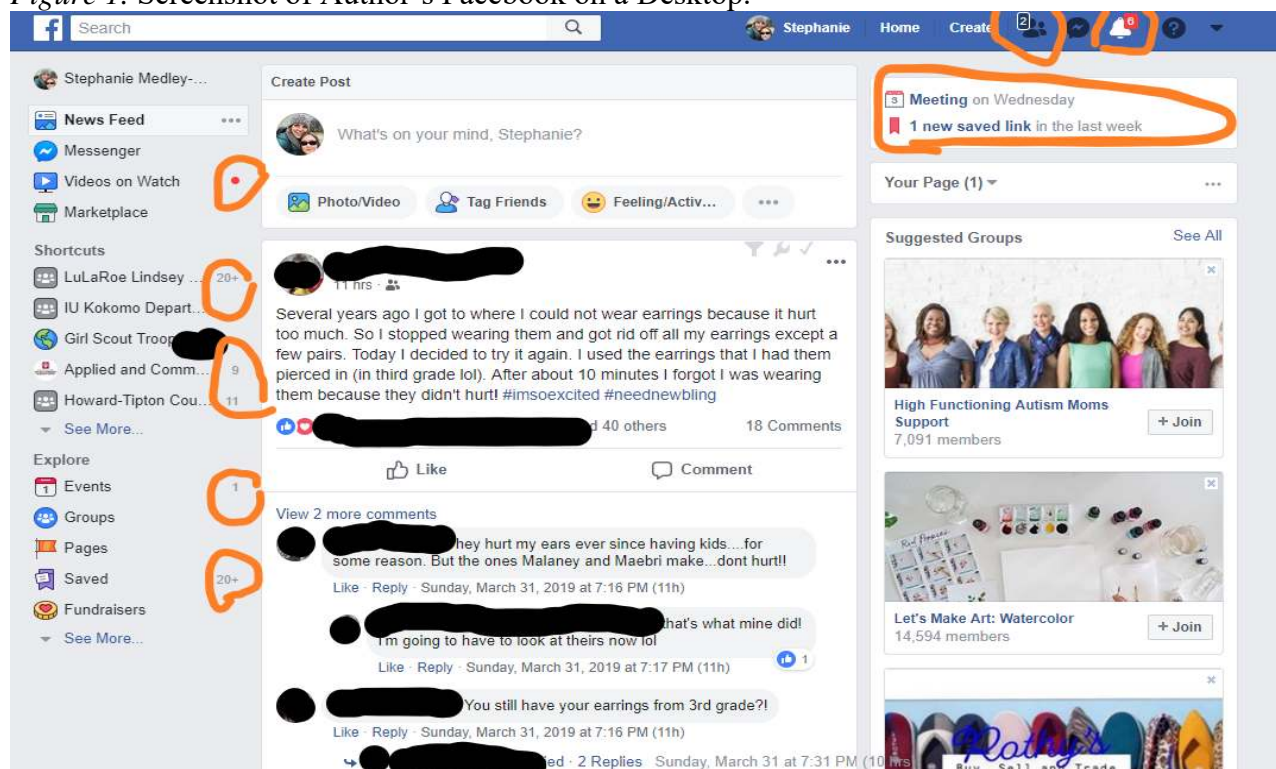 Figure 1. Screenshot of Author's Facebook on a Desktop.
f
Search
Stephanie
Home
Create
2
6
?
Stephanie Medley-...
News Feed
Messenger
Videos on Watch
Marketplace
Shortcuts
LuLaRoe Lindsey ... 20+
IU Kokomo Depart...
Girl Scout Troop
Applied and Comm... 9
Howard-Tipton Cou... 11
See More...
Explore
1 Events 1
Groups
Pages
Saved 20+
Fundraisers
See More...
Create Post
What's on your mind, Stephanie?
Photo/Video
Tag Friends
Feeling/Activ...
11 hrs ·
Several years ago I got to where I could not wear earrings because it hurt
too much. So I stopped wearing them and got rid off all my earrings except a
few pairs. Today I decided to try it again. I used the earrings that I had them
pierced in (in third grade lol). After about 10 minutes I forgot I was wearing
them because they didn't hurt! #imsoexcited #neednewbling
40 others
18 Comments
Like
Comment
View 2 more comments
hey hurt my ears ever since having kids....for
some reason. But the ones Malaney and Maebri make...dont hurt!!
Like · Reply · Sunday, March 31, 2019 at 7:16 PM (11h)
that's what mine did!
I'm going to have to look at theirs now lol
1
Like · Reply · Sunday, March 31, 2019 at 7:17 PM (11h)
You still have your earrings from 3rd grade?!
Like · Reply · Sunday, March 31, 2019 at 7:16 PM (11h)
ed · 2 Replies Sunday, March 31 at 7:31 PM (10 hrs
3 Meeting on Wednesday
1 new saved link in the last week
Your Page (1)
Suggested Groups
See All
High Functioning Autism Moms
Support
7,091 members
+ Join
Let's Make Art: Watercolor
14,594 members
+ Join
Rothy's
Buy, Sell and Trade